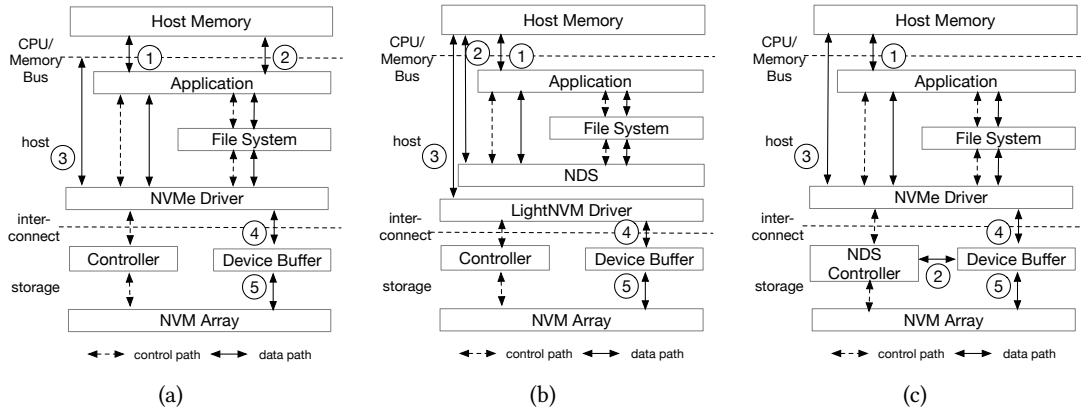 Host Memory
CPU/
Memory
Bus
1
2
Application
File System
host
3
NVMe Driver
inter-
connect
4
Controller
Device Buffer
storage
5
NVM Array
control path
data path
(a)
Host Memory
CPU/
Memory
Bus
2
1
Application
File System
host
3
NDS
LightNVM Driver
inter-
connect
4
Controller
Device Buffer
storage
5
NVM Array
control path
data path
(b)
Host Memory
CPU/
Memory
Bus
1
Application
File System
host
3
NVMe Driver
inter-
connect
4
NDS
Controller
2
Device Buffer
storage
5
NVM Array
control path
data path
(c)